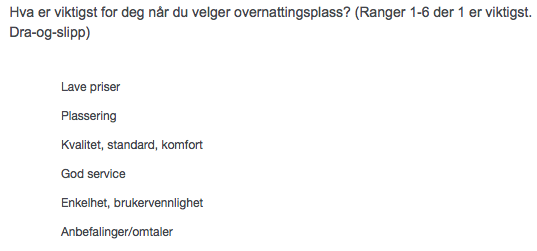 Hva er viktigst for deg når du velger overnattingsplass? (Ranger 1-6 der 1 er viktigst.
Dra-og-slipp)
Lave priser
Plassering
Kvalitet, standard, komfort
God service
Enkelhet, brukervennlighet
Anbefalinger/omtaler